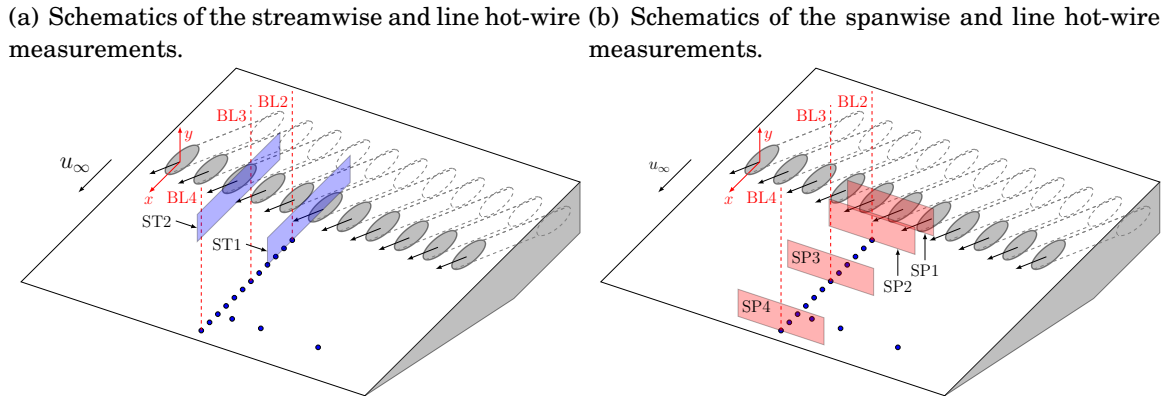 (a) Schematics of the streamwise and line hot-wire
measurements.
BL2
BL3
y
u∞
x
BL4
ST2
ST1
(b) Schematics of the spanwise and line hot-wire
measurements.
BL2
BL3
y
u∞
x
BL4
SP1
SP2
SP3
SP4